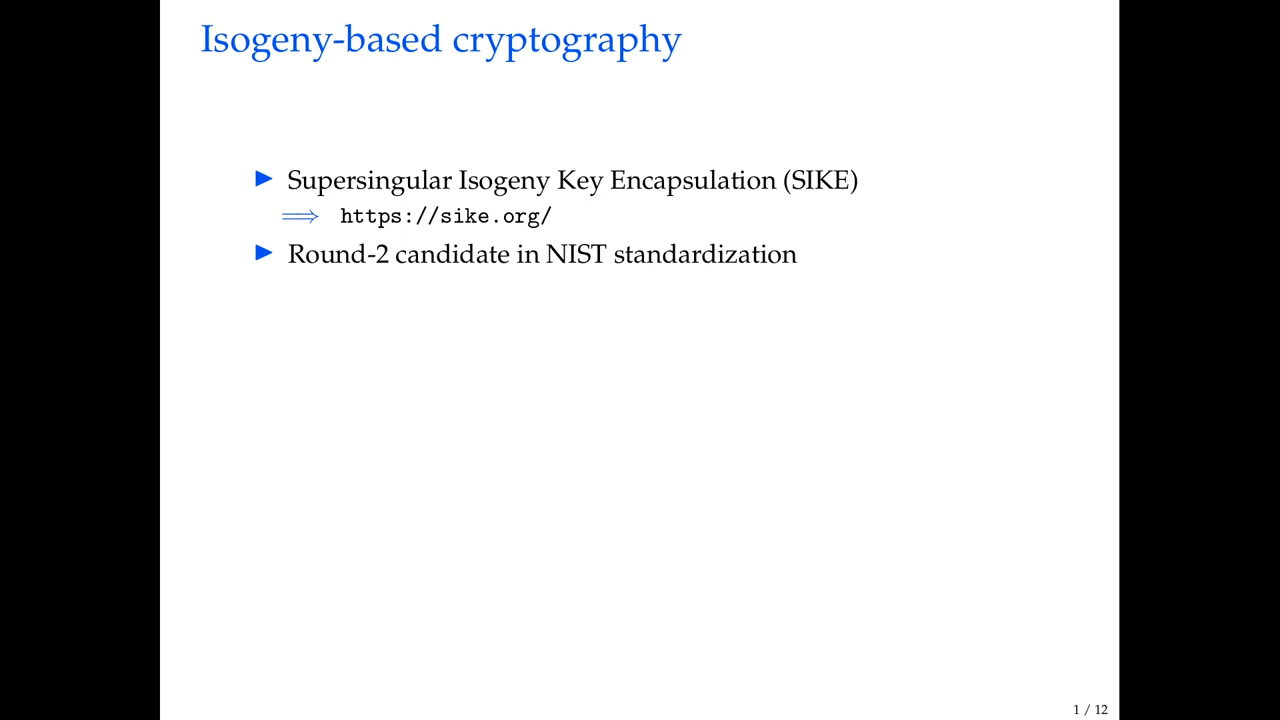 Isogeny-based cryptography
▶ Supersingular Isogeny Key Encapsulation (SIKE)
⟹ https://sike.org/
▶ Round-2 candidate in NIST standardization
1 / 12